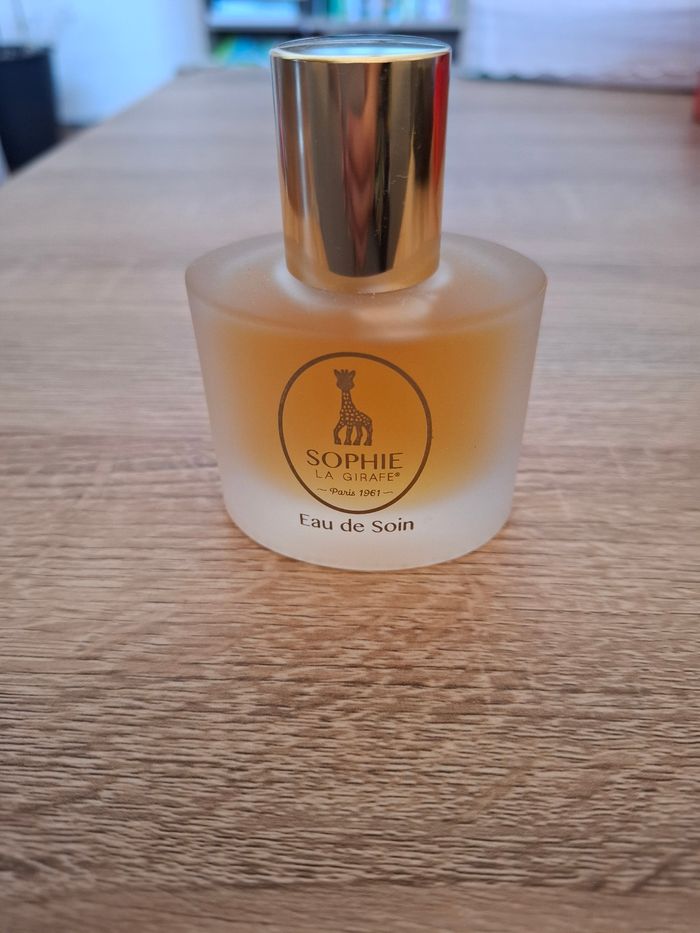 SOPHIE
LA GIRAFE®
Paris 1961
Eau de Soin